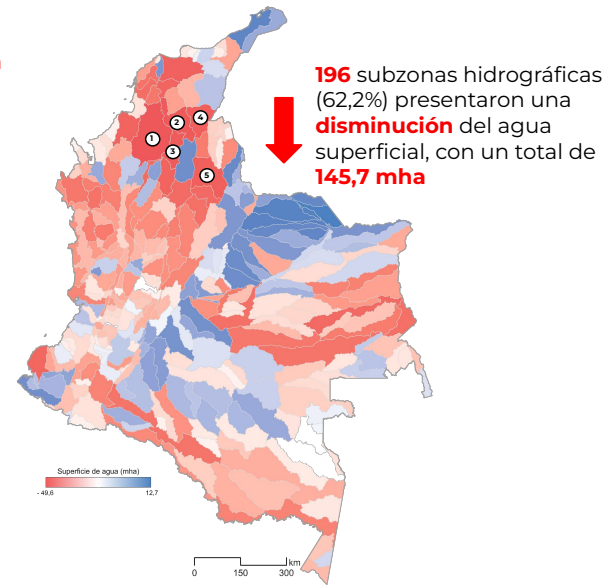 196 subzonas hidrográficas
(62,2%) presentaron una
disminución del agua
superficial, con un total de
145,7 mha
4
2
1
3
5
Superficie de agua (mha)
- 49,6 12,7
km
0 150 300